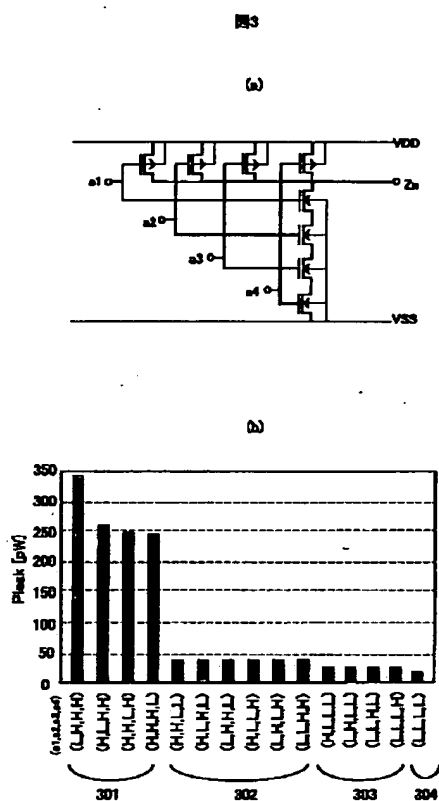 図3
(a)
VDD
a1
Zn
a2
a3
a4
VSS
(b)
Pleak [pW]
350
300
250
200
150
100
50
0
(a1,a2,a3,a4)
(L,H,H,H)
(H,L,H,H)
(H,H,L,H)
(H,H,H,L)
(H,H,L,L)
(H,L,H,L)
(L,H,H,L)
(H,L,L,H)
(L,H,L,H)
(L,L,H,H)
(H,L,L,L)
(L,H,L,L)
(L,L,H,L)
(L,L,L,H)
(L,L,L,L)
301
302
303
304